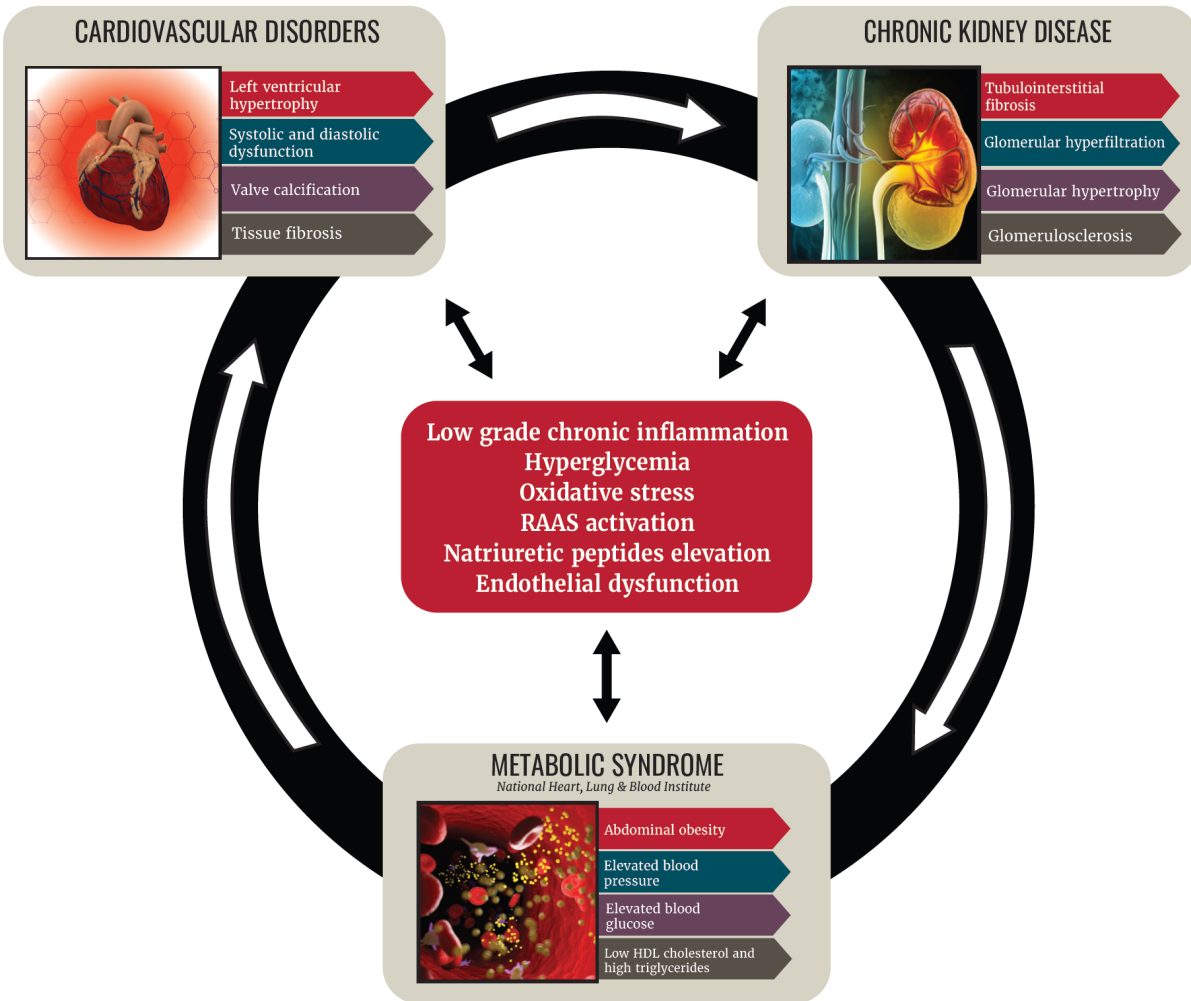 CARDIOVASCULAR DISORDERS
Left ventricular
hypertrophy
Systolic and diastolic
dysfunction
Valve calcification
Tissue fibrosis
CHRONIC KIDNEY DISEASE
Tubulointerstitial
fibrosis
Glomerular hyperfiltration
Glomerular hypertrophy
Glomerulosclerosis
Low grade chronic inflammation
Hyperglycemia
Oxidative stress
RAAS activation
Natriuretic peptides elevation
Endothelial dysfunction
METABOLIC SYNDROME
National Heart, Lung & Blood Institute
Abdominal obesity
Elevated blood
pressure
Elevated blood
glucose
Low HDL cholesterol and
high triglycerides